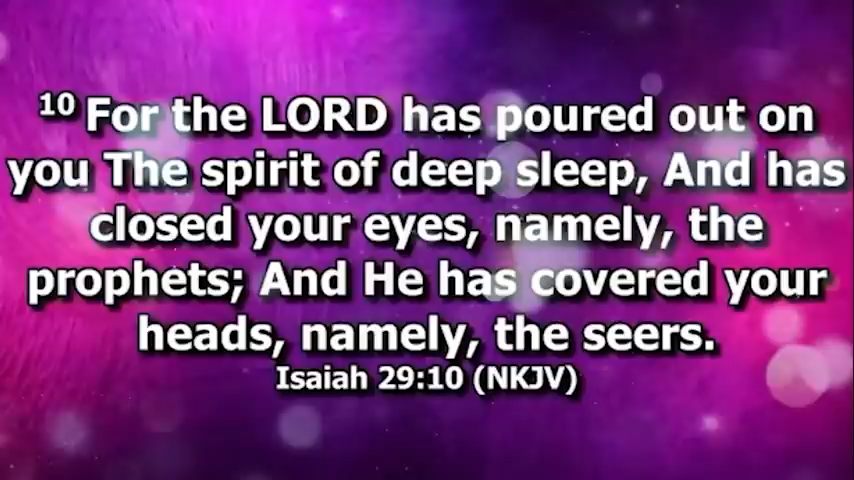 10 For the LORD has poured out on
you The spirit of deep sleep, And has
closed your eyes, namely, the
prophets; And He has covered your
heads, namely, the seers.
Isaiah 29:10 (NKJV)